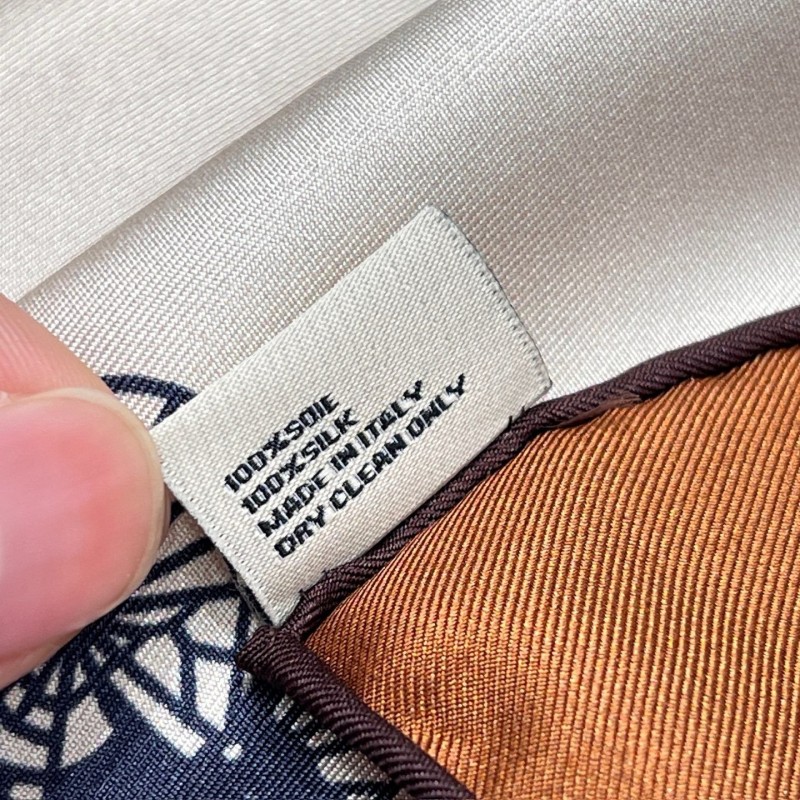 100%SOIE
100%SILK
MADE IN ITALY
DRY CLEAN ONLY